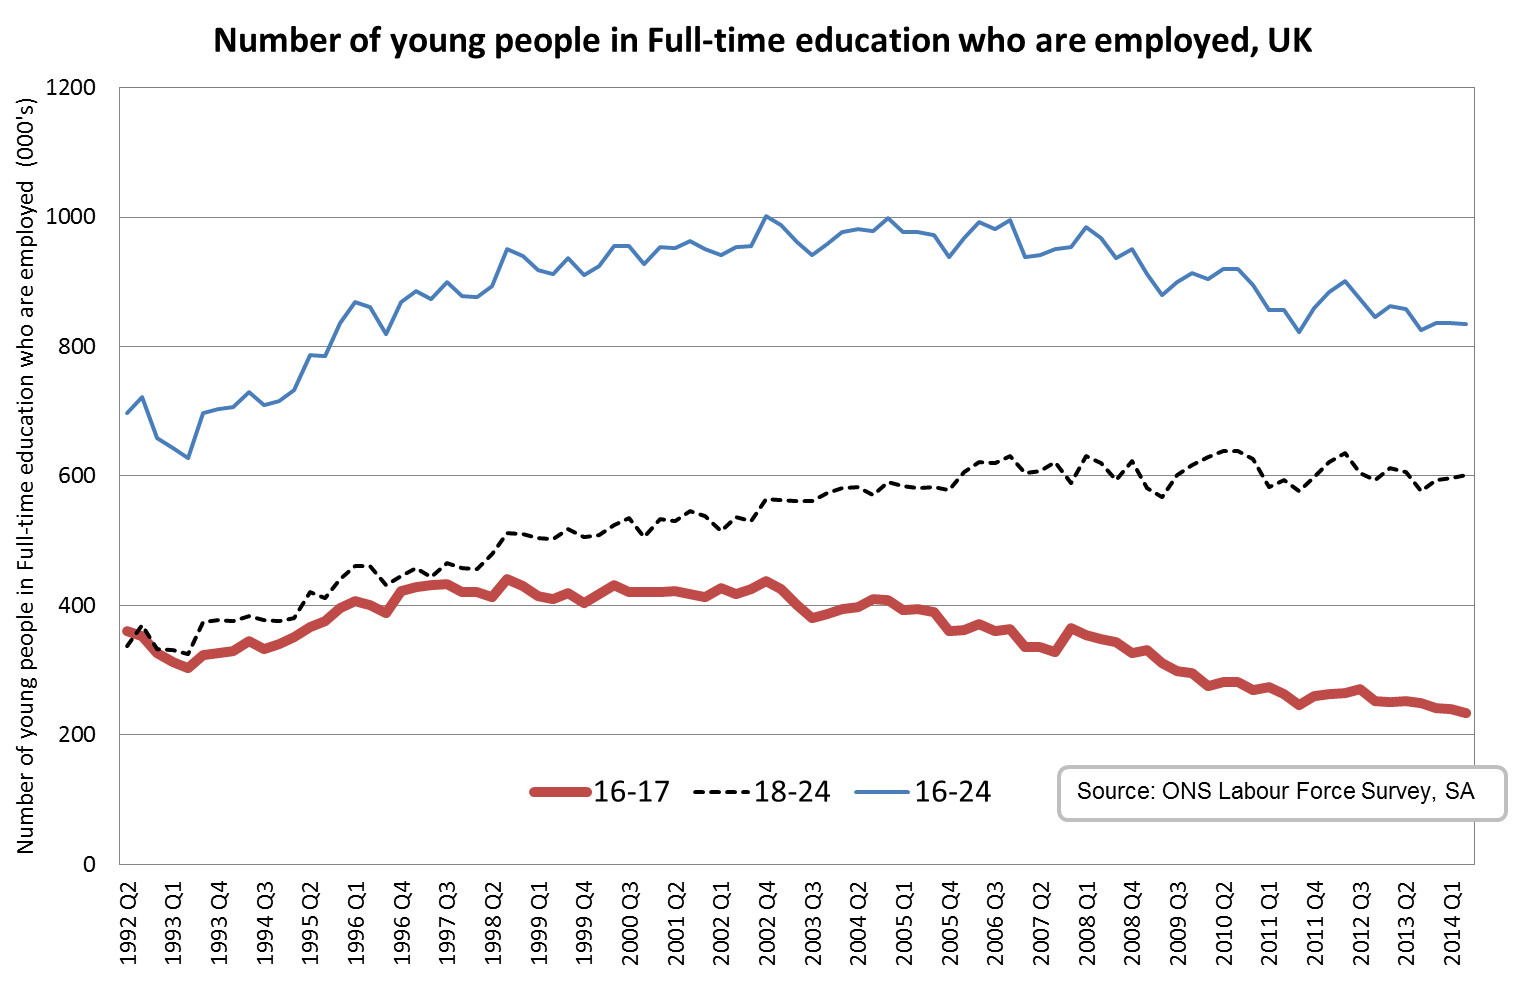 Number of young people in Full-time education who are employed, UK
Number of young people in Full-time education who are employed (000's)
1200
1000
800
600
400
200
0
16-17
18-24
16-24
Source: ONS Labour Force Survey, SA
1992 Q2
1993 Q1
1993 Q4
1994 Q3
1995 Q2
1996 Q1
1996 Q4
1997 Q3
1998 Q2
1999 Q1
1999 Q4
2000 Q3
2001 Q2
2002 Q1
2002 Q4
2003 Q3
2004 Q2
2005 Q1
2005 Q4
2006 Q3
2007 Q2
2008 Q1
2008 Q4
2009 Q3
2010 Q2
2011 Q1
2011 Q4
2012 Q3
2013 Q2
2014 Q1